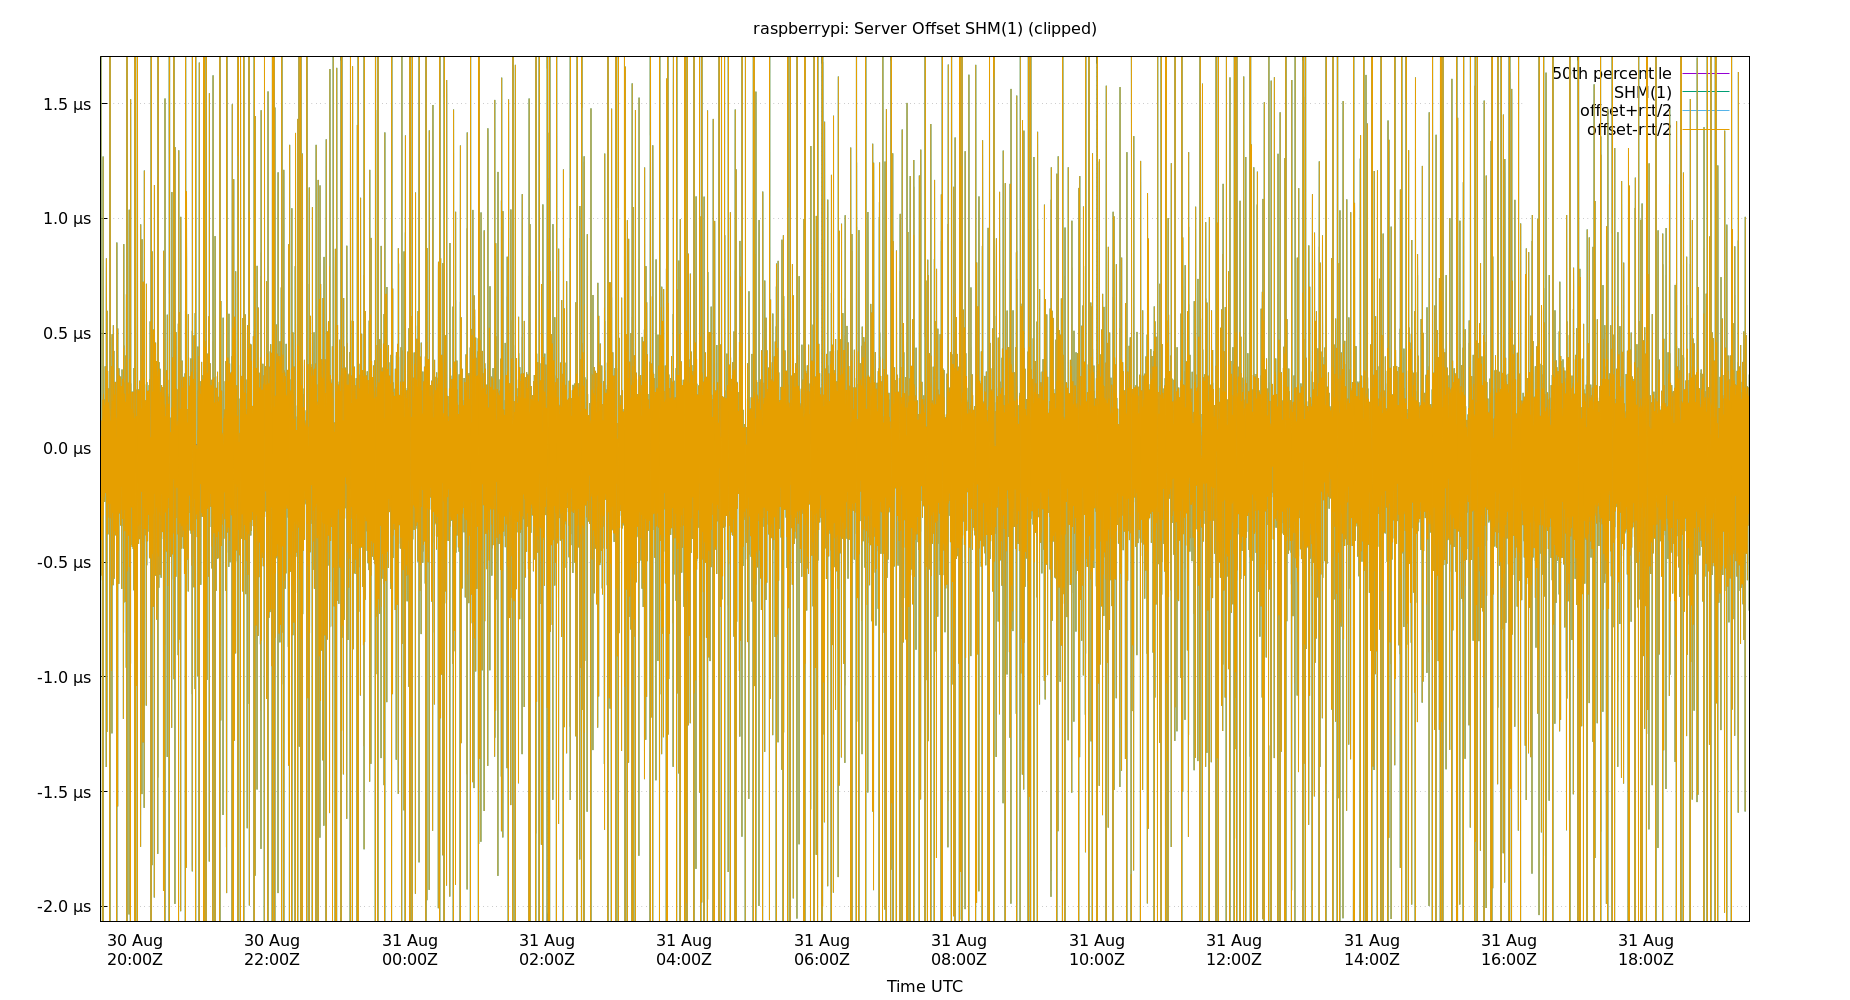 raspberrypi: Server Offset SHM(1) (clipped)
50th percentile
SHM(1)
offset+rtt/2
offset-rtt/2
1.5 µs
1.0 µs
0.5 µs
0.0 µs
-0.5 µs
-1.0 µs
-1.5 µs
-2.0 µs
30 Aug 30 Aug 31 Aug 31 Aug 31 Aug 31 Aug 31 Aug 31 Aug 31 Aug 31 Aug 31 Aug 31 Aug
20:00Z 22:00Z 00:00Z 02:00Z 04:00Z 06:00Z 08:00Z 10:00Z 12:00Z 14:00Z 16:00Z 18:00Z
Time UTC